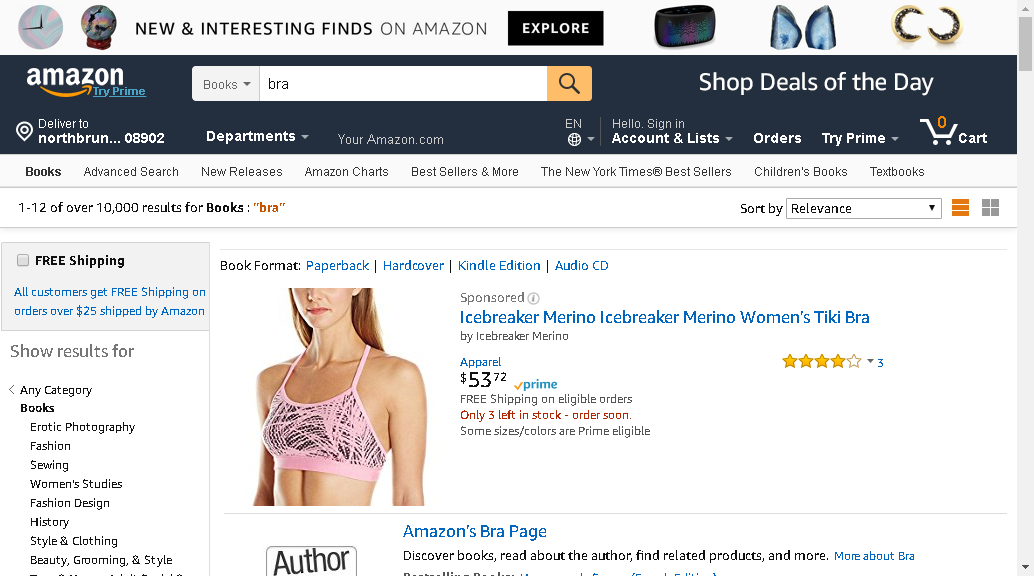 NEW & INTERESTING FINDS ON AMAZON EXPLORE
amazon
Try Prime
Books
bra
Shop Deals of the Day
Deliver to
northbrun... 08902
Departments
Your Amazon.com
EN
Hello. Sign in
Account & Lists
Orders
Try Prime
0
Cart
Books Advanced Search New Releases Amazon Charts Best Sellers & More The New York Times® Best Sellers Children's Books Textbooks
1-12 of over 10,000 results for Books : "bra"
Sort by Relevance
FREE Shipping
All customers get FREE Shipping on
orders over $25 shipped by Amazon
Show results for
Any Category
Books
Erotic Photography
Fashion
Sewing
Women's Studies
Fashion Design
History
Style & Clothing
Beauty, Grooming, & Style
Book Format: Paperback | Hardcover | Kindle Edition | Audio CD
Sponsored
Icebreaker Merino Icebreaker Merino Women's Tiki Bra
by Icebreaker Merino
Apparel
$53 72 prime
3
FREE Shipping on eligible orders
Only 3 left in stock - order soon.
Some sizes/colors are Prime eligible
Author
Amazon's Bra Page
Discover books, read about the author, find related products, and more. More about Bra